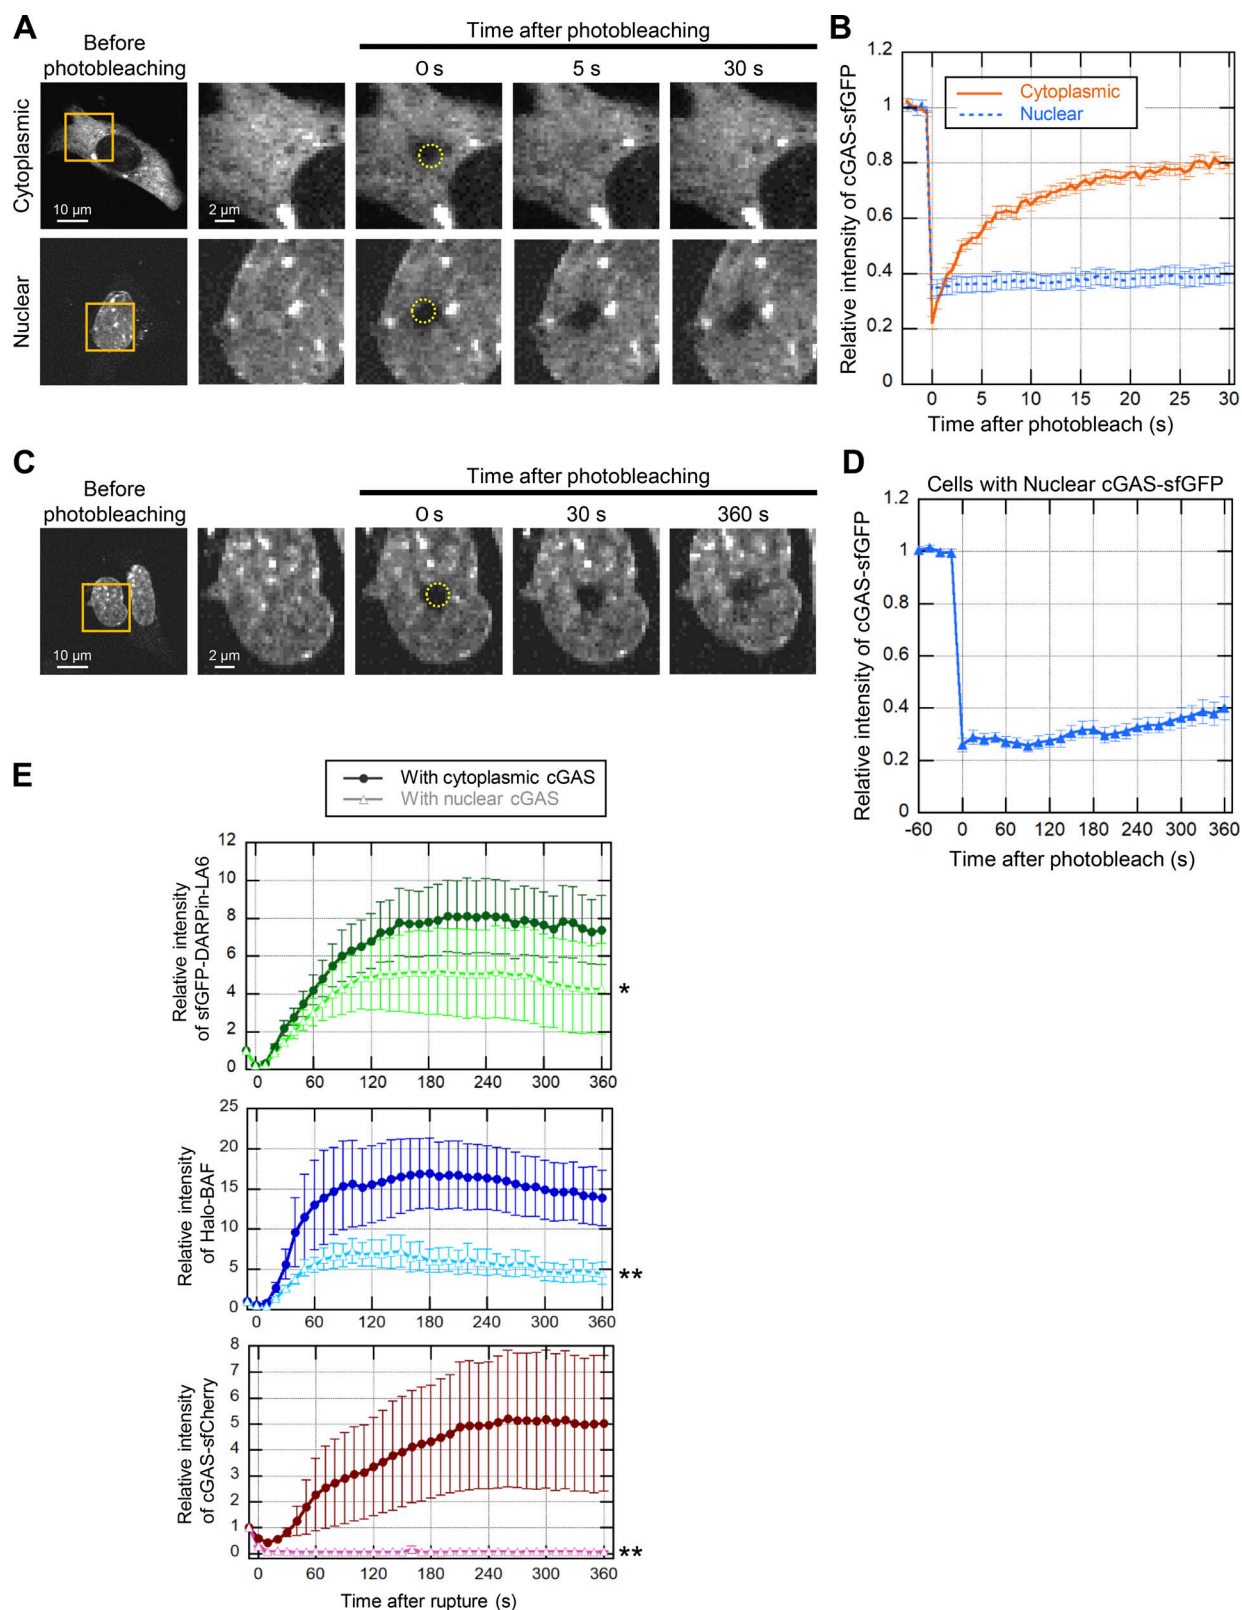 A
Before
photobleaching
Time after photobleaching
0 s
5 s
30 s
Cytoplasmic
10 µm
2 µm
Nuclear
B
1.2
1
0.8
0.6
0.4
0.2
0
Relative intensity of cGAS-sfGFP
Cytoplasmic
Nuclear
0
5
10
15
20
25
30
Time after photobleach (s)
C
Before
photobleaching
Time after photobleaching
0 s
30 s
360 s
10 µm
2 µm
D
Cells with Nuclear cGAS-sfGFP
1.2
1
0.8
0.6
0.4
0.2
0
Relative intensity of cGAS-sfGFP
-60
0
60
120
180
240
300
360
Time after photobleach (s)
E
With cytoplasmic cGAS
With nuclear cGAS
Relative intensity
of sfGFP-DARPin-LA6
12
10
8
6
4
2
0
*
0
60
120
180
240
300
360
Relative intensity
of Halo-BAF
25
20
15
10
5
0
**
0
60
120
180
240
300
360
Relative intensity
of cGAS-sfCherry
8
7
6
5
4
3
2
1
0
**
0
60
120
180
240
300
360
Time after rupture (s)